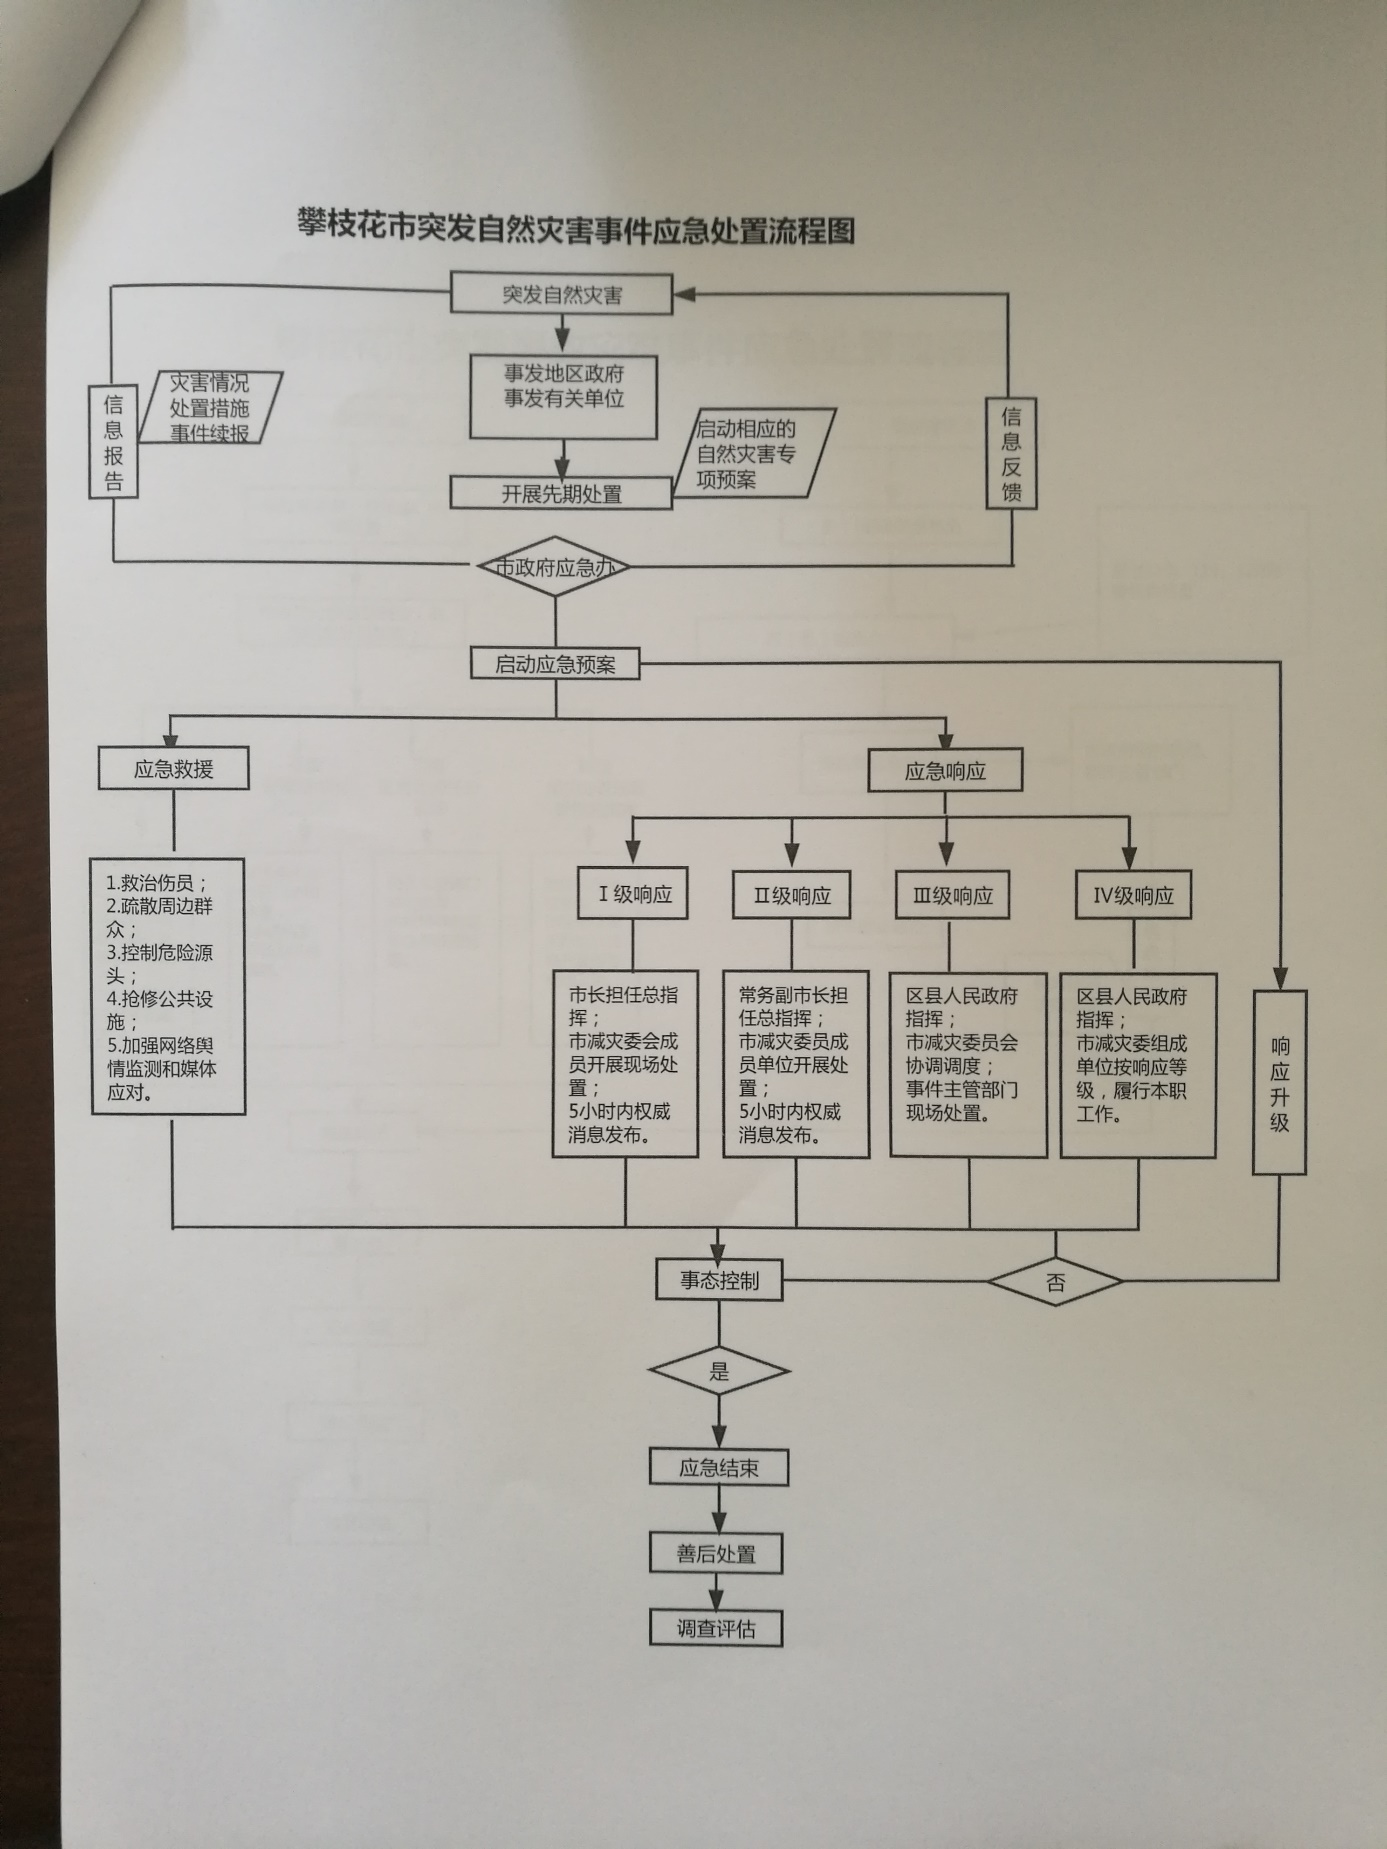 攀枝花市突发自然灾害事件应急处置流程图
突发自然灾害
事发地区政府
事发有关单位
信
息
报
告
灾害情况
处置措施
事件续报
启动相应的
自然灾害专
项预案
信
息
反
馈
开展先期处置
市政府应急办
启动应急预案
应急救援
应急响应
1.救治伤员；
2.疏散周边群
众；
3.控制危险源
头；
4.抢修公共设
施；
5.加强网络舆
情监测和媒体
应对。
Ⅰ级响应
Ⅱ级响应
Ⅲ级响应
Ⅳ级响应
市长担任总指
挥；
市减灾委会成
员开展现场处
置；
5小时内权威
消息发布。
常务副市长担
任总指挥；
市减灾委员成
员单位开展处
置；
5小时内权威
消息发布。
区县人民政府
指挥；
市减灾委员会
协调调度；
事件主管部门
现场处置。
区县人民政府
指挥；
市减灾委组成
单位按响应等
级，履行本职
工作。
响
应
升
级
事态控制
否
是
应急结束
善后处置
调查评估